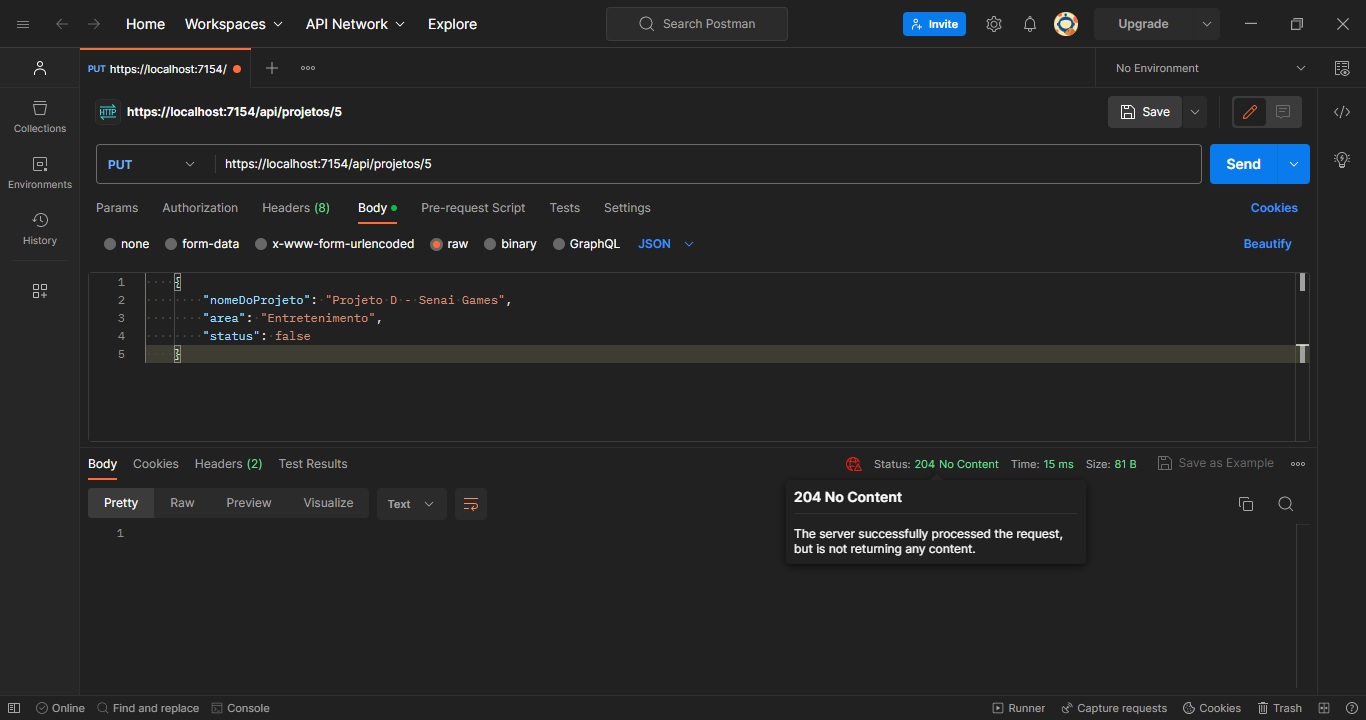 Home Workspaces API Network Explore Search Postman Invite Upgrade
PUT https://localhost:7154/ No Environment
HTTP https://localhost:7154/api/projetos/5 Save
PUT https://localhost:7154/api/projetos/5 Send
Collections
Environments
History
Params Authorization Headers (8) Body Pre-request Script Tests Settings Cookies
none form-data x-www-form-urlencoded raw binary GraphQL JSON Beautify
1 {
2 "nomeDoProjeto": "Projeto D - Senai Games",
3 "area": "Entretenimento",
4 "status": false
5 }
Body Cookies Headers (2) Test Results Status: 204 No Content Time: 15 ms Size: 81 B Save as Example
Pretty Raw Preview Visualize Text
1
204 No Content
The server successfully processed the request,
but is not returning any content.
Online Find and replace Console Runner Capture requests Cookies Trash